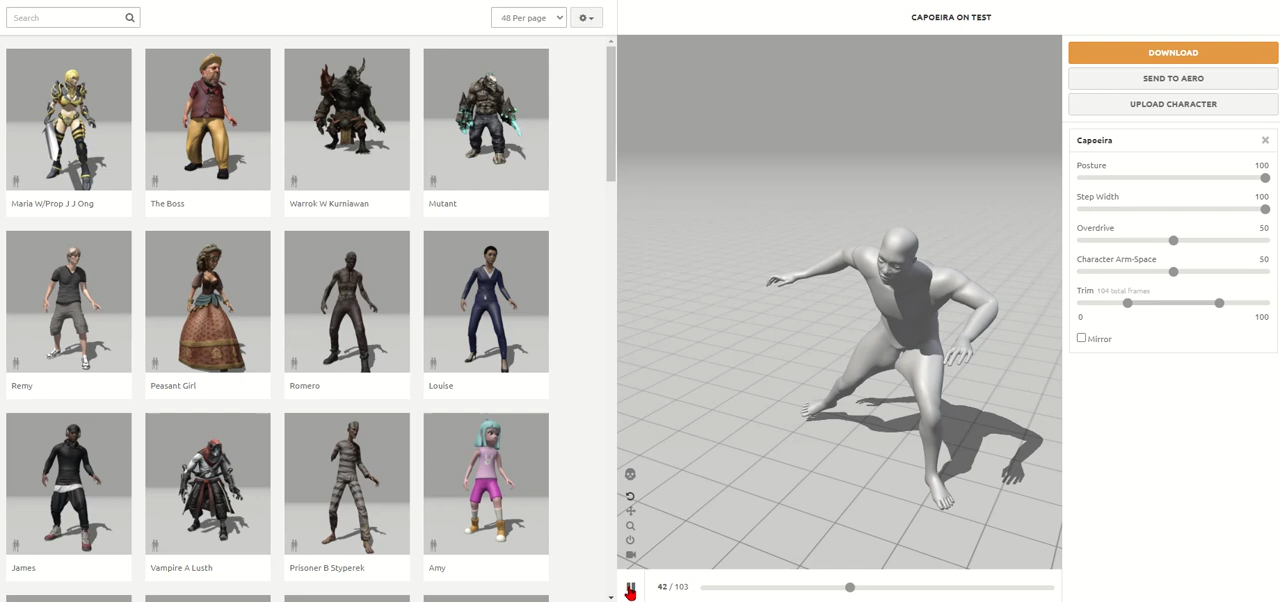 Search
48 Per page
CAPOEIRA ON TEST
Maria W/Prop J J Ong
The Boss
Warrok W Kurniawan
Mutant
Remy
Peasant Girl
Romero
Louise
James
Vampire A Lusth
Prisoner B Styperek
Amy
42 / 103
DOWNLOAD
SEND TO AERO
UPLOAD CHARACTER
Capoeira
Posture 100
Step Width 100
Overdrive 50
Character Arm-Space 50
Trim 104 total frames
0 100
Mirror